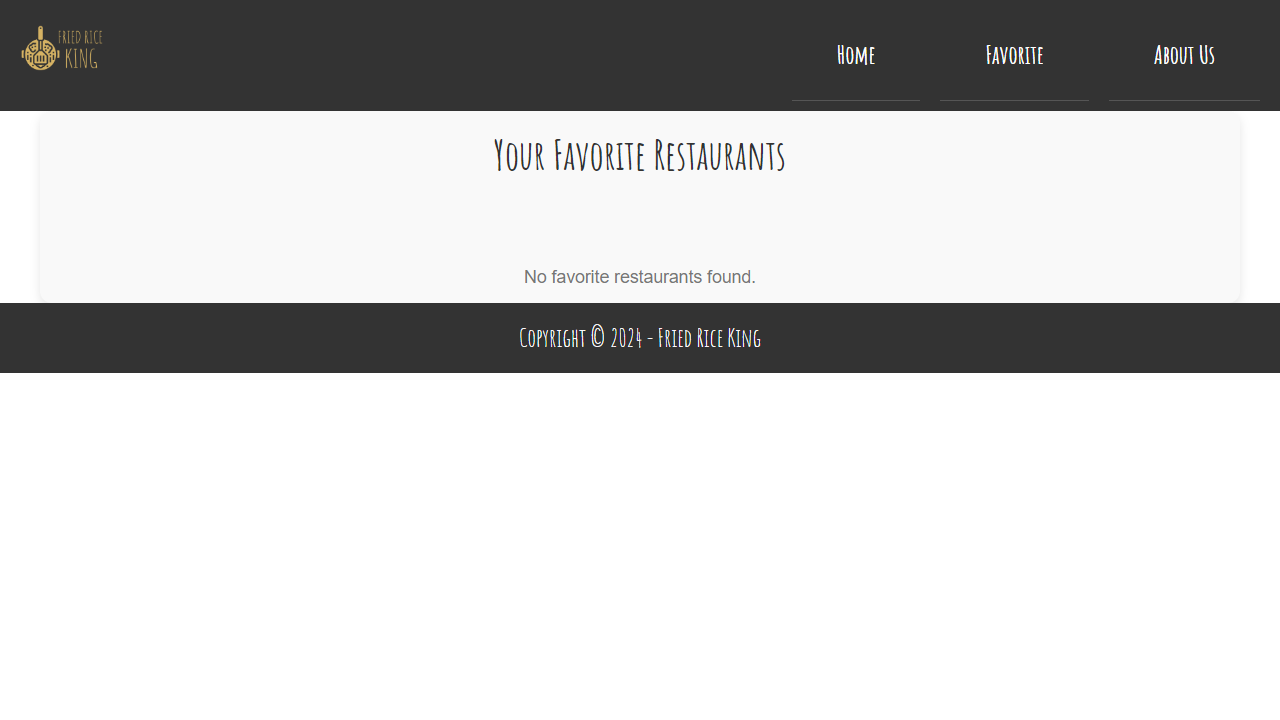 FRIED RICE
KING
Home
Favorite
About Us
Your Favorite Restaurants
No favorite restaurants found.
Copyright © 2024 - Fried Rice King